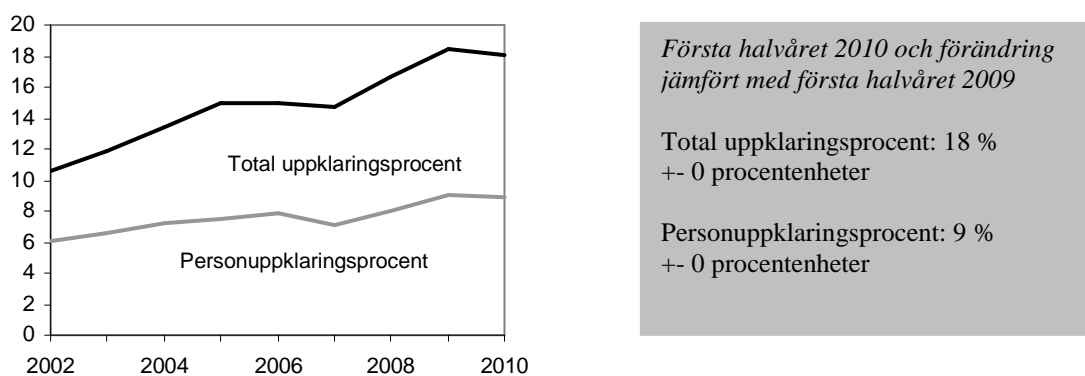 20
18
16
14
12
10
8
6
4
2
0
Total uppklaringsprocent
Personuppklaringsprocent
2002 2004 2006 2008 2010
Första halvåret 2010 och förändring
jämfört med första halvåret 2009
Total uppklaringsprocent: 18 %
+- 0 procentenheter
Personuppklaringsprocent: 9 %
+- 0 procentenheter